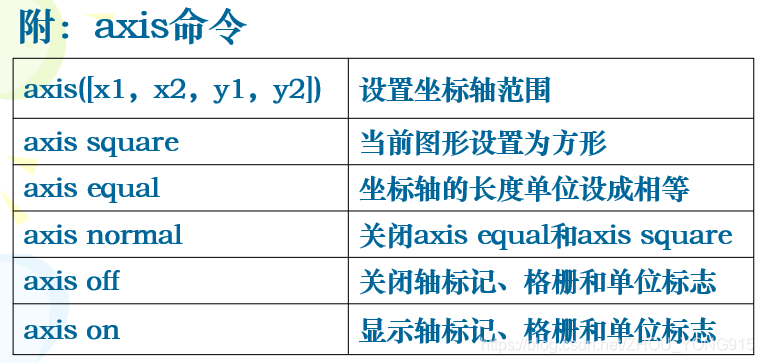 附：axis命令
axis([x1，x2，y1，y2]) 设置坐标轴范围
axis square 当前图形设置为方形
axis equal 坐标轴的长度单位设成相等
axis normal 关闭axis equal和axis square
axis off 关闭轴标记、格栅和单位标志
axis on 显示轴标记、格栅和单位标志
https://blog.csdn.net/ZHOU_YONG915